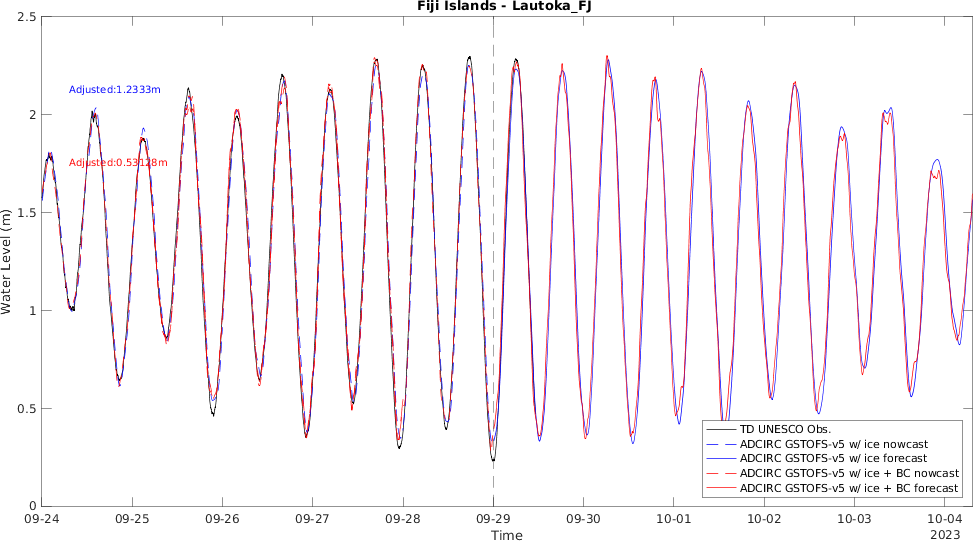 Fiji Islands - Lautoka_FJ
2.5
2
1.5
1
0.5
0
Water Level (m)
Adjusted:1.2333m
Adjusted:0.53128m
TD UNESCO Obs.
ADCIRC GSTOFS-v5 w/ ice nowcast
ADCIRC GSTOFS-v5 w/ ice forecast
ADCIRC GSTOFS-v5 w/ ice + BC nowcast
ADCIRC GSTOFS-v5 w/ ice + BC forecast
09-24 09-25 09-26 09-27 09-28 09-29 09-30 10-01 10-02 10-03 10-04
Time
2023